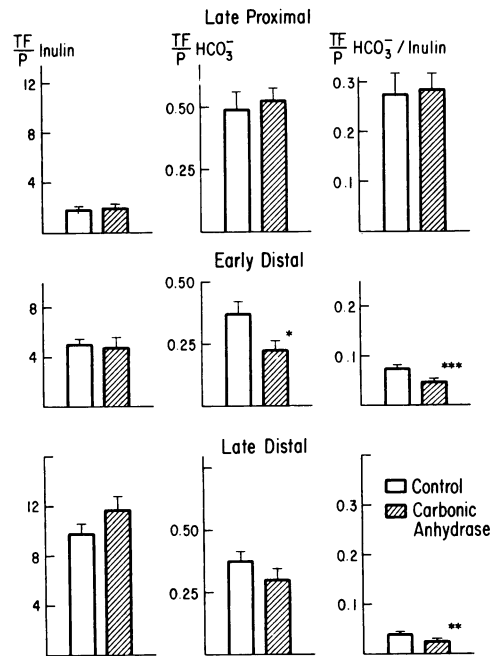 Late Proximal
TF/P Inulin
TF/P HCO₃⁻
TF/P HCO₃⁻/Inulin
12
8
4
0.50
0.25
0.3
0.2
0.1
Early Distal
8
4
0.50
0.25
*
0.2
0.1
***
Late Distal
12
8
4
0.50
0.25
Control
Carbonic
Anhydrase
0.3
0.2
0.1
**